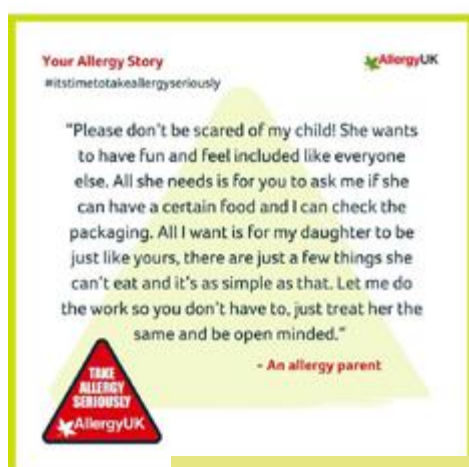 Your Allergy Story
AllergyUK
#itstimetotakeallergyseriously
"Please don't be scared of my child! She wants
to have fun and feel included like everyone
else. All she needs is for you to ask me if she
can have a certain food and I can check the
packaging. All I want is for my daughter to be
just like yours, there are just a few things she
can't eat and it's as simple as that. Let me do
the work so you don't have to, just treat her the
same and be open minded."
- An allergy parent
TAKE
ALLERGY
SERIOUSLY
AllergyUK